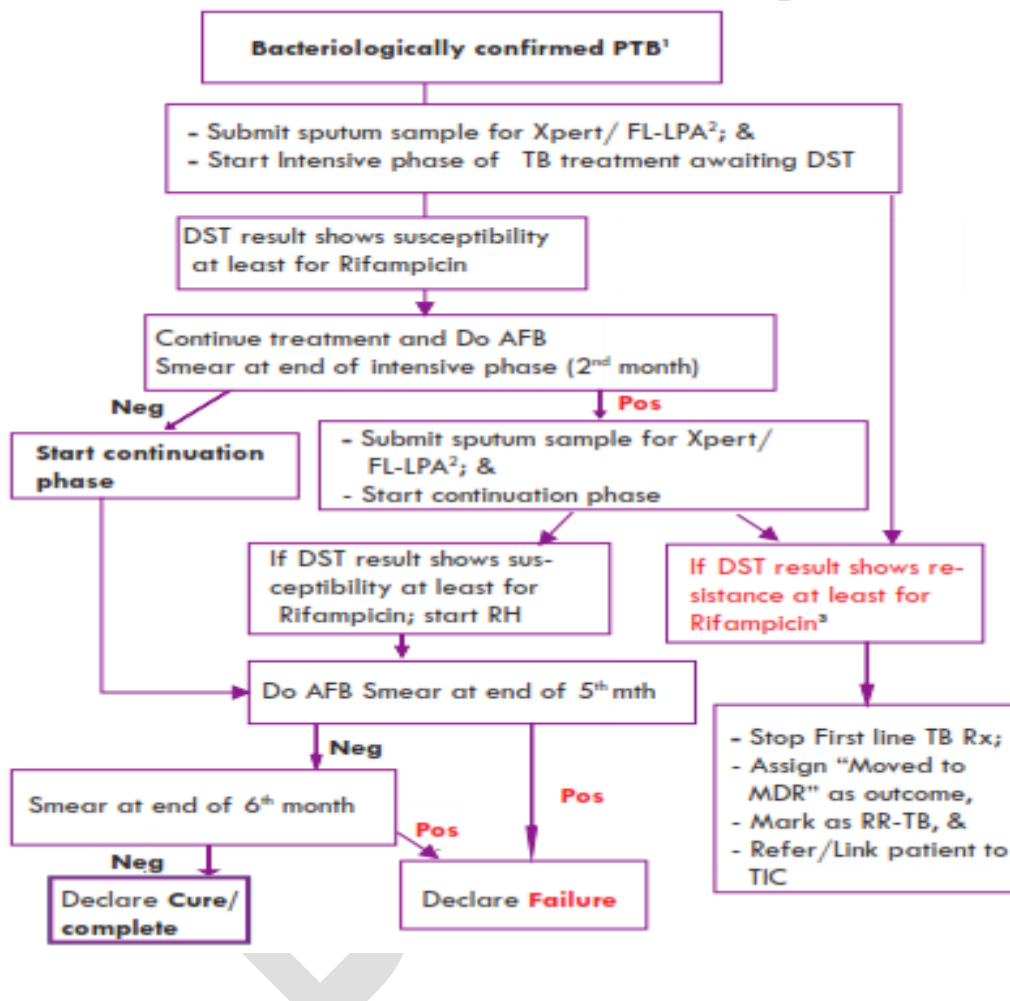 Bacteriologically confirmed PTB¹
- Submit sputum sample for Xpert/ FL-LPA²; &
- Start Intensive phase of TB treatment awaiting DST
DST result shows susceptibility
at least for Rifampicin
Continue treatment and Do AFB
Smear at end of intensive phase (2ⁿᵈ month)
Neg
Pos
Start continuation
phase
- Submit sputum sample for Xpert/
FL-LPA²; &
- Start continuation phase
If DST result shows sus-
ceptibility at least for
Rifampicin; start RH
If DST result shows re-
sistance at least for
Rifampicin³
Do AFB Smear at end of 5ᵗʰ mth
Neg
Pos
- Stop First line TB Rx;
- Assign “Moved to
MDR” as outcome,
- Mark as RR-TB, &
- Refer/Link patient to
TIC
Smear at end of 6ᵗʰ month
Pos
Neg
Declare Cure/
complete
Declare Failure